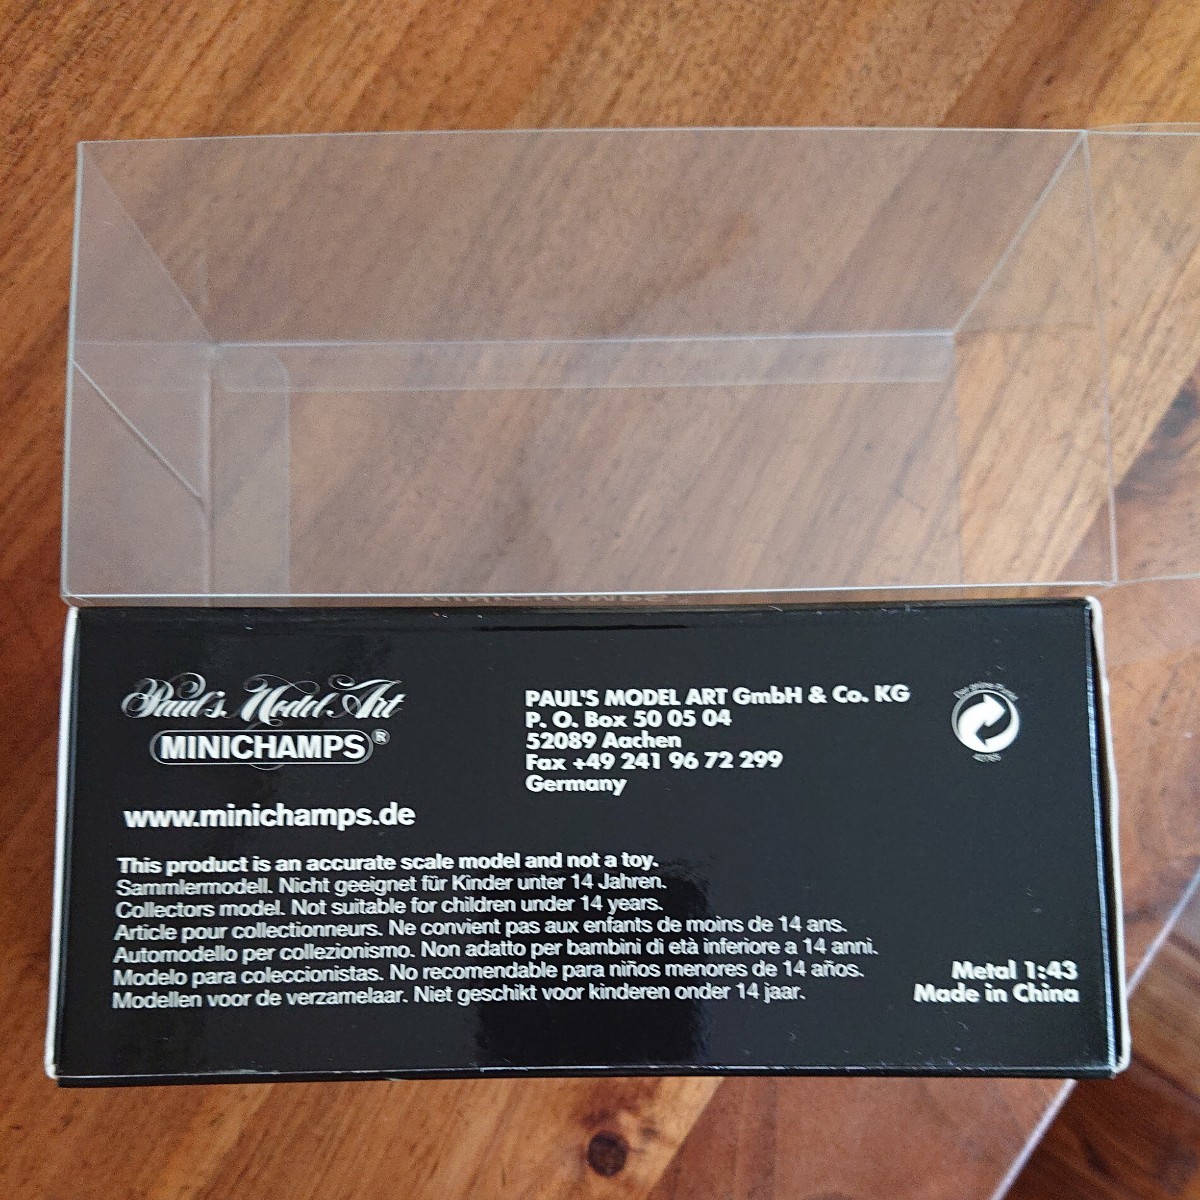 Paul's Model Art
MINICHAMPS®
www.minichamps.de
PAUL'S MODEL ART GmbH & Co. KG
P. O. Box 50 05 04
52089 Aachen
Fax +49 241 96 72 299
Germany
Der grüne Punkt
This product is an accurate scale model and not a toy.
Sammlermodell. Nicht geeignet für Kinder unter 14 Jahren.
Collectors model. Not suitable for children under 14 years.
Article pour collectionneurs. Ne convient pas aux enfants de moins de 14 ans.
Automodello per collezionismo. Non adatto per bambini di età inferiore a 14 anni.
Modelo para coleccionistas. No recomendable para niños menores de 14 años.
Modellen voor de verzamelaar. Niet geschikt voor kinderen onder 14 jaar.
Metal 1:43
Made in China